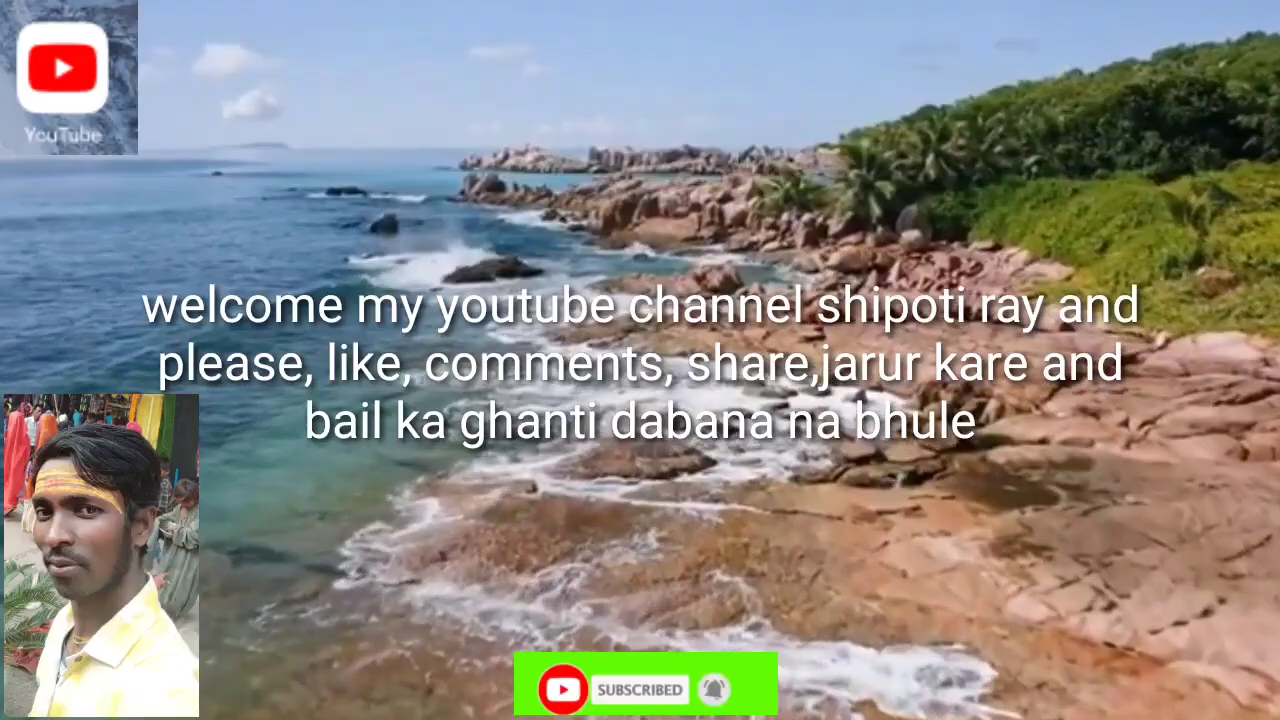 YouTube
welcome my youtube channel shipoti ray and
please, like, comments, share,jarur kare and
bail ka ghanti dabana na bhule
SUBSCRIBED